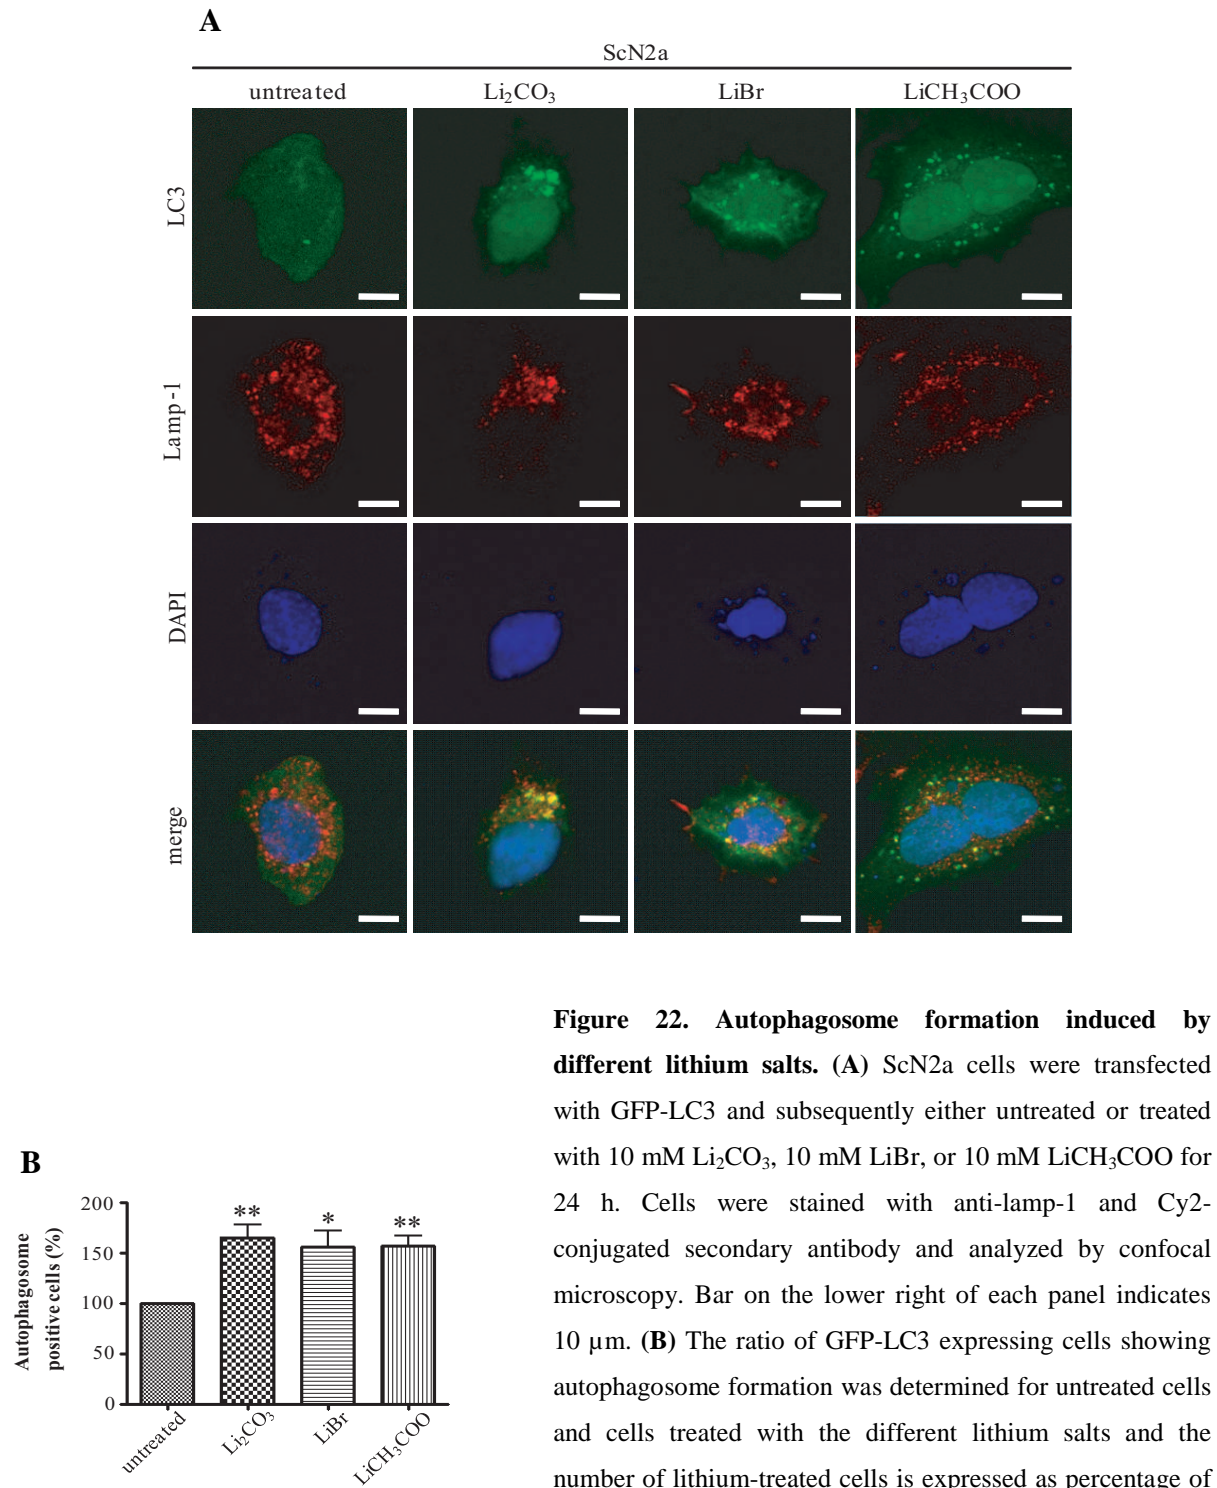 A
ScN2a
untreated Li₂CO₃ LiBr LiCH₃COO
LC3
Lamp-1
DAPI
merge
Figure 22. Autophagosome formation induced by
different lithium salts. (A) ScN2a cells were transfected
with GFP-LC3 and subsequently either untreated or treated
with 10 mM Li₂CO₃, 10 mM LiBr, or 10 mM LiCH₃COO for
24 h. Cells were stained with anti-lamp-1 and Cy2-
conjugated secondary antibody and analyzed by confocal
microscopy. Bar on the lower right of each panel indicates
10 µm. (B) The ratio of GFP-LC3 expressing cells showing
autophagosome formation was determined for untreated cells
and cells treated with the different lithium salts and the
number of lithium-treated cells is expressed as percentage of
B
Autophagosome
positive cells (%)
200
150
100
50
0
** * **
untreated Li₂CO₃ LiBr LiCH₃COO